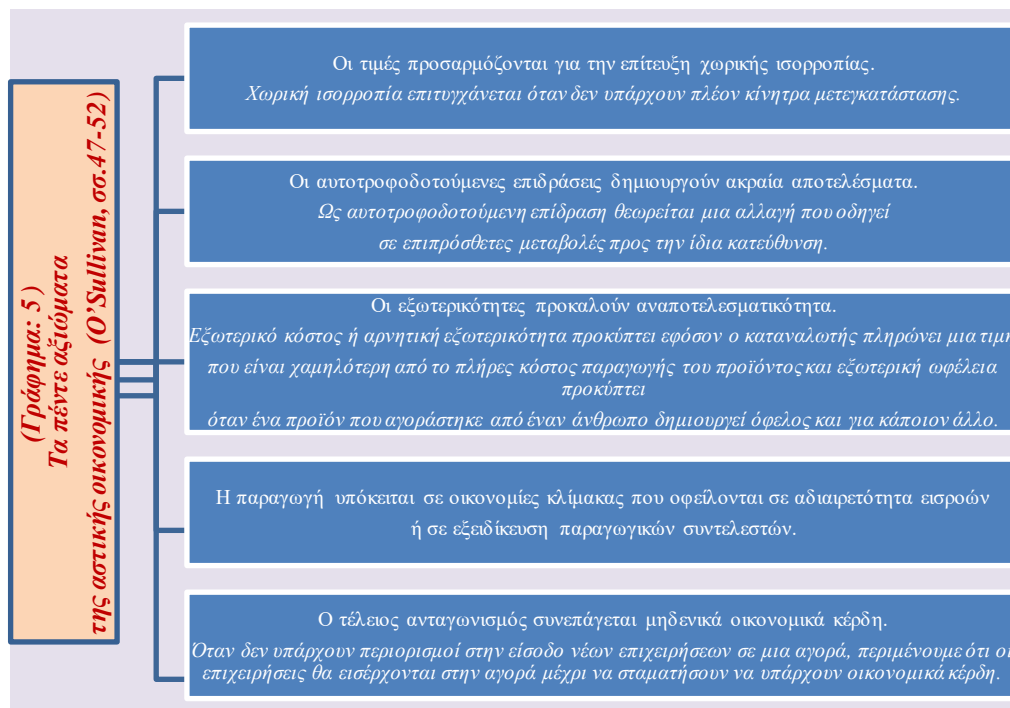 (Γράφημα: 5 )
Τα πέντε αξιώματα
της αστικής οικονομικής (O’Sullivan, σσ.47-52)
Οι τιμές προσαρμόζονται για την επίτευξη χωρικής ισορροπίας.
Χωρική ισορροπία επιτυγχάνεται όταν δεν υπάρχουν πλέον κίνητρα μετεγκατάστασης.
Οι αυτοτροφοδοτούμενες επιδράσεις δημιουργούν ακραία αποτελέσματα.
Ως αυτοτροφοδοτούμενη επίδραση θεωρείται μια αλλαγή που οδηγεί
σε επιπρόσθετες μεταβολές προς την ίδια κατεύθυνση.
Οι εξωτερικότητες προκαλούν αναποτελεσματικότητα.
Εξωτερικό κόστος ή αρνητική εξωτερικότητα προκύπτει εφόσον ο καταναλωτής πληρώνει μια τιμή
που είναι χαμηλότερη από το πλήρες κόστος παραγωγής του προϊόντος και εξωτερική ωφέλεια
προκύπτει
όταν ένα προϊόν που αγοράστηκε από έναν άνθρωπο δημιουργεί όφελος και για κάποιον άλλο.
Η παραγωγή υπόκειται σε οικονομίες κλίμακας που οφείλονται σε αδιαιρετότητα εισροών
ή σε εξειδίκευση παραγωγικών συντελεστών.
Ο τέλειος ανταγωνισμός συνεπάγεται μηδενικά οικονομικά κέρδη.
Όταν δεν υπάρχουν περιορισμοί στην είσοδο νέων επιχειρήσεων σε μια αγορά, περιμένουμε ότι οι
επιχειρήσεις θα εισέρχονται στην αγορά μέχρι να σταματήσουν να υπάρχουν οικονομικά κέρδη.